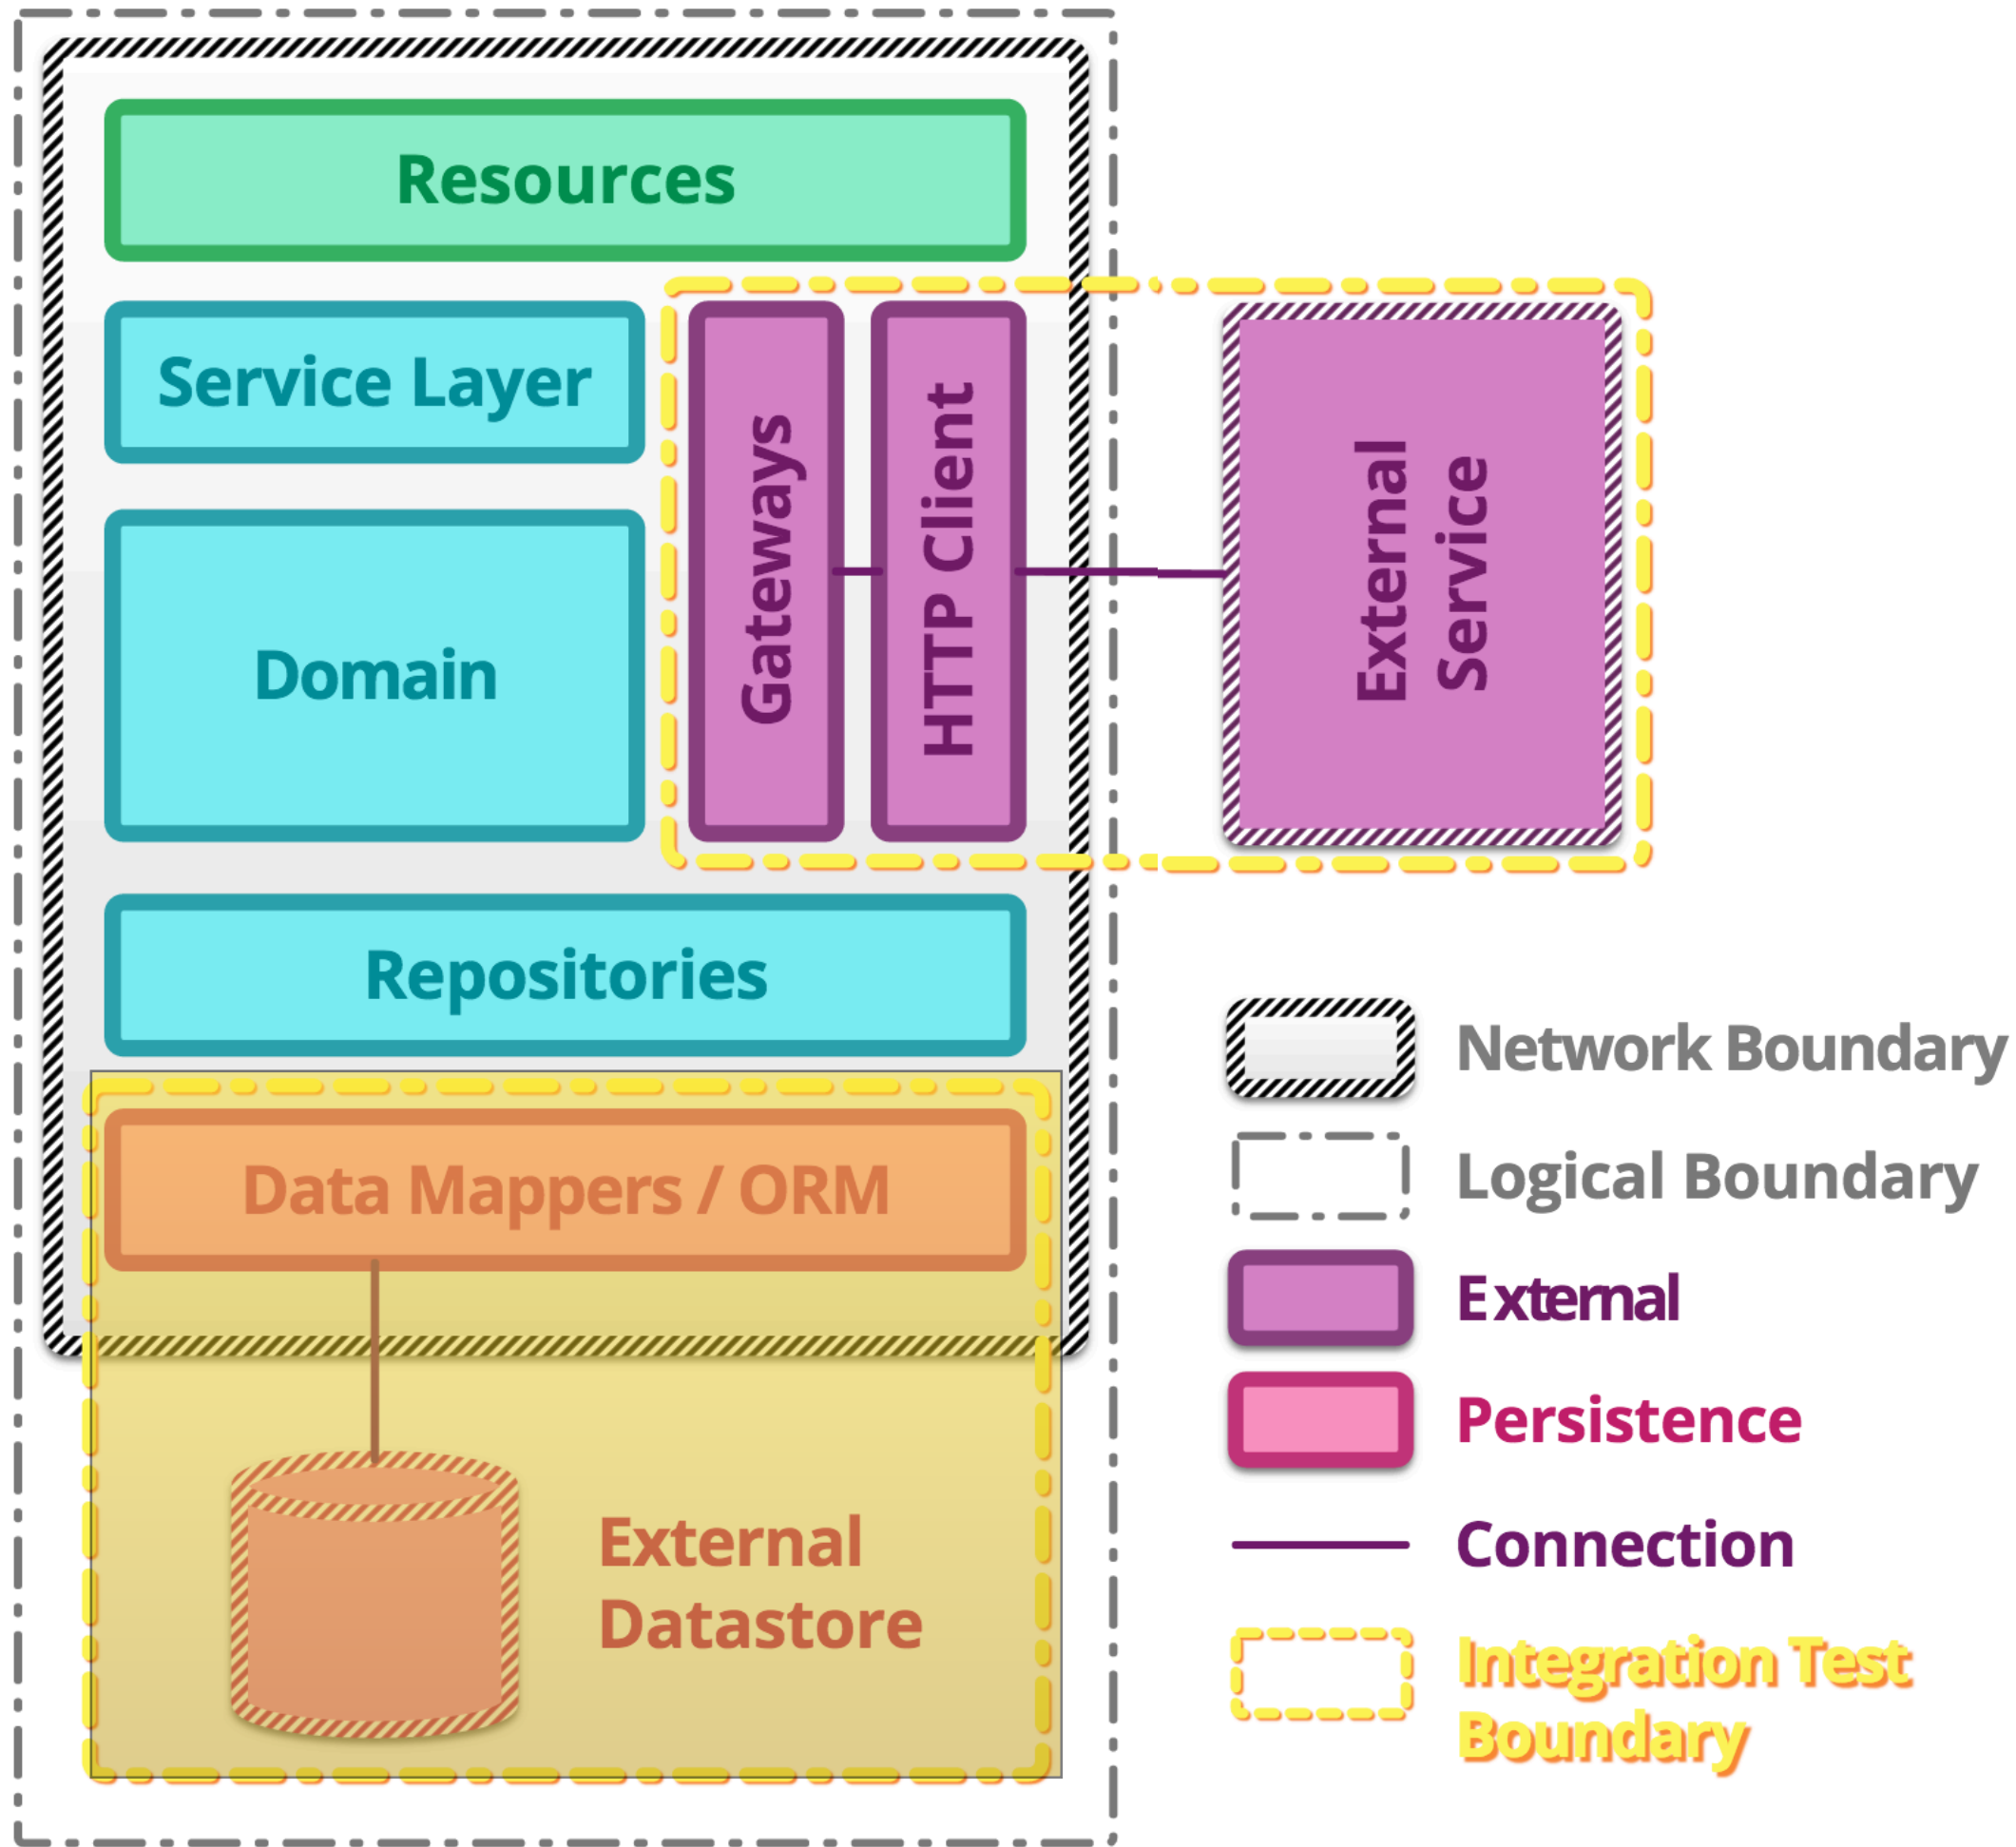 Resources
Service Layer
Gateways
HTTP Client
External
Service
Domain
Repositories
Data Mappers / ORM
External
Datastore
Network Boundary
Logical Boundary
External
Persistence
Connection
Integration Test
Boundary